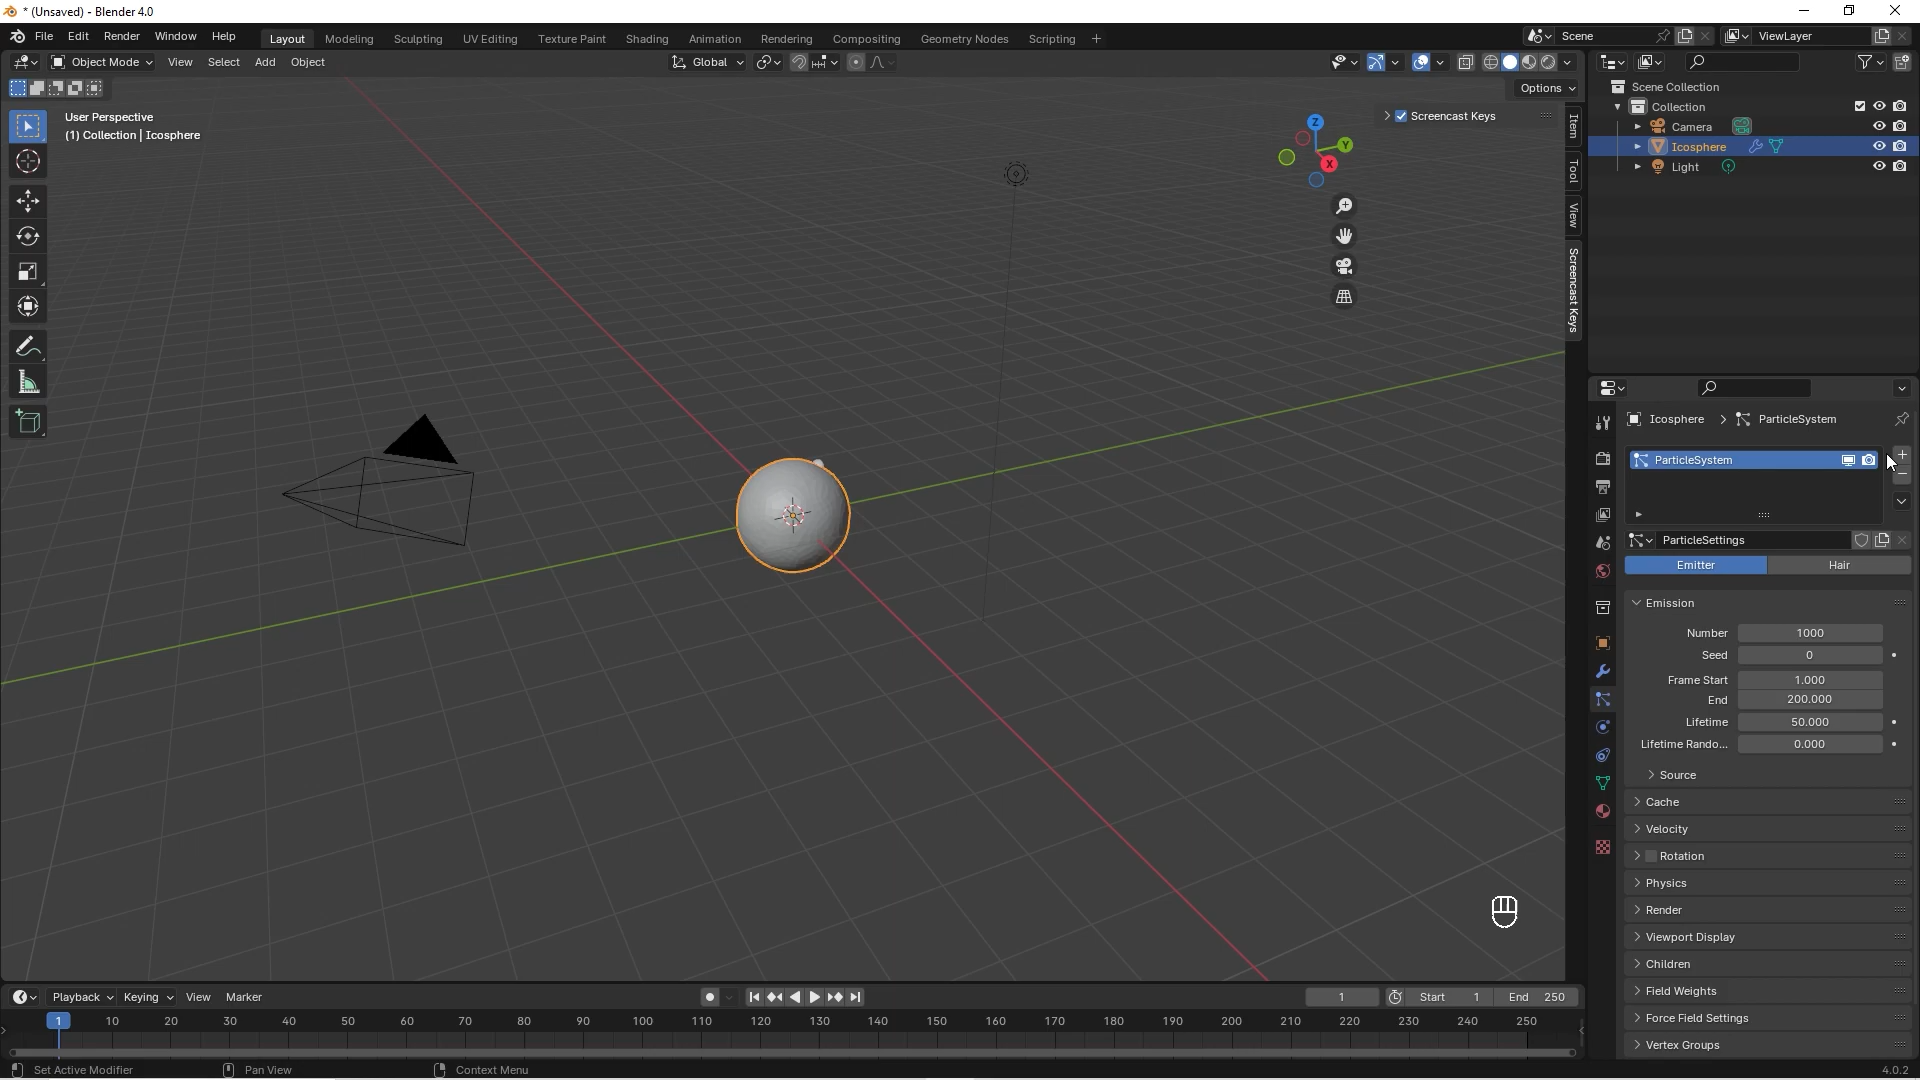 * (Unsaved) - Blender 4.0
File Edit Render Window Help
Layout Modeling Sculpting UV Editing Texture Paint Shading Animation Rendering Compositing Geometry Nodes Scripting +
Scene
ViewLayer
Object Mode View Select Add Object
Global
Options
User Perspective
(1) Collection | Icosphere
Screencast Keys
Z
Y
X
Item
Tool
View
Screencast Keys
Scene Collection
Collection
Camera
Icosphere
Light
Icosphere > ParticleSystem
ParticleSystem
ParticleSettings
Emitter Hair
Emission
Number 1000
Seed 0
Frame Start 1.000
End 200.000
Lifetime 50.000
Lifetime Rando... 0.000
Source
Cache
Velocity
Rotation
Physics
Render
Viewport Display
Children
Field Weights
Force Field Settings
Vertex Groups
Playback Keying View Marker
1
Start 1 End 250
1 10 20 30 40 50 60 70 80 90 100 110 120 130 140 150 160 170 180 190 200 210 220 230 240 250
Set Active Modifier Pan View Context Menu
4.0.2